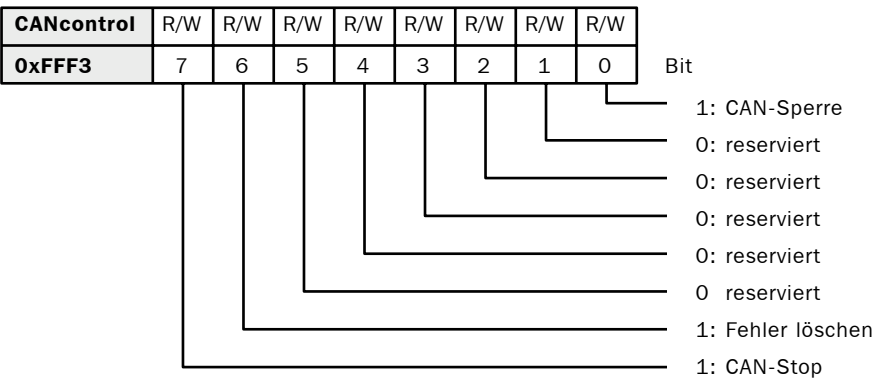 CANcontrol R/W R/W R/W R/W R/W R/W R/W R/W
0xFFF3 7 6 5 4 3 2 1 0 Bit
1: CAN-Sperre
0: reserviert
0: reserviert
0: reserviert
0: reserviert
0 reserviert
1: Fehler löschen
1: CAN-Stop